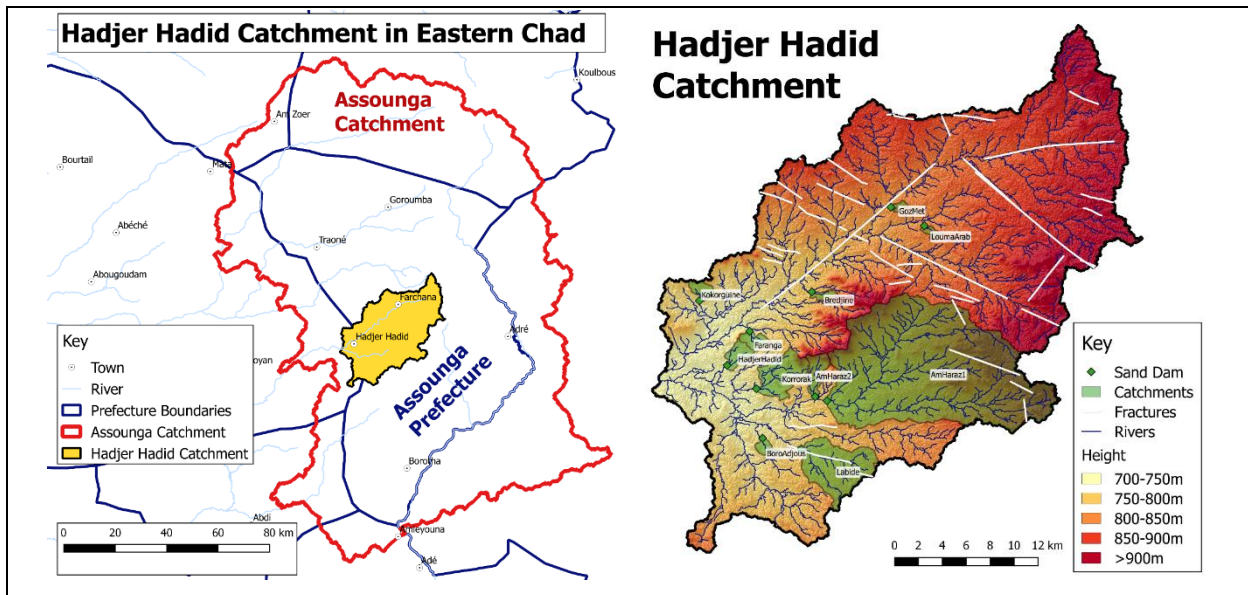 Hadjer Hadid Catchment in Eastern Chad
Koulbous
Assounga
Catchment
Am Zoer
Bourtail
Mata
Goroumba
Abéché
Traoné
Abougoudam
Farchana
Hadjer Hadid
Adré
Assounga
Prefecture
Borotna
Abdi
Adé
Key
Town
River
Prefecture Boundaries
Assounga Catchment
Hadjer Hadid Catchment
0 20 40 60 80 km
Hadjer Hadid
Catchment
GozMet
LoumaArab
Kokorguine
Bredjine
Faranga
HadjerHadid
Korrorak
AmHaraz2
AmHaraz1
BoroAdjous
Labide
Key
Sand Dam
Catchments
Fractures
Rivers
Height
700-750m
750-800m
800-850m
850-900m
>900m
0 2 4 6 8 10 12 km